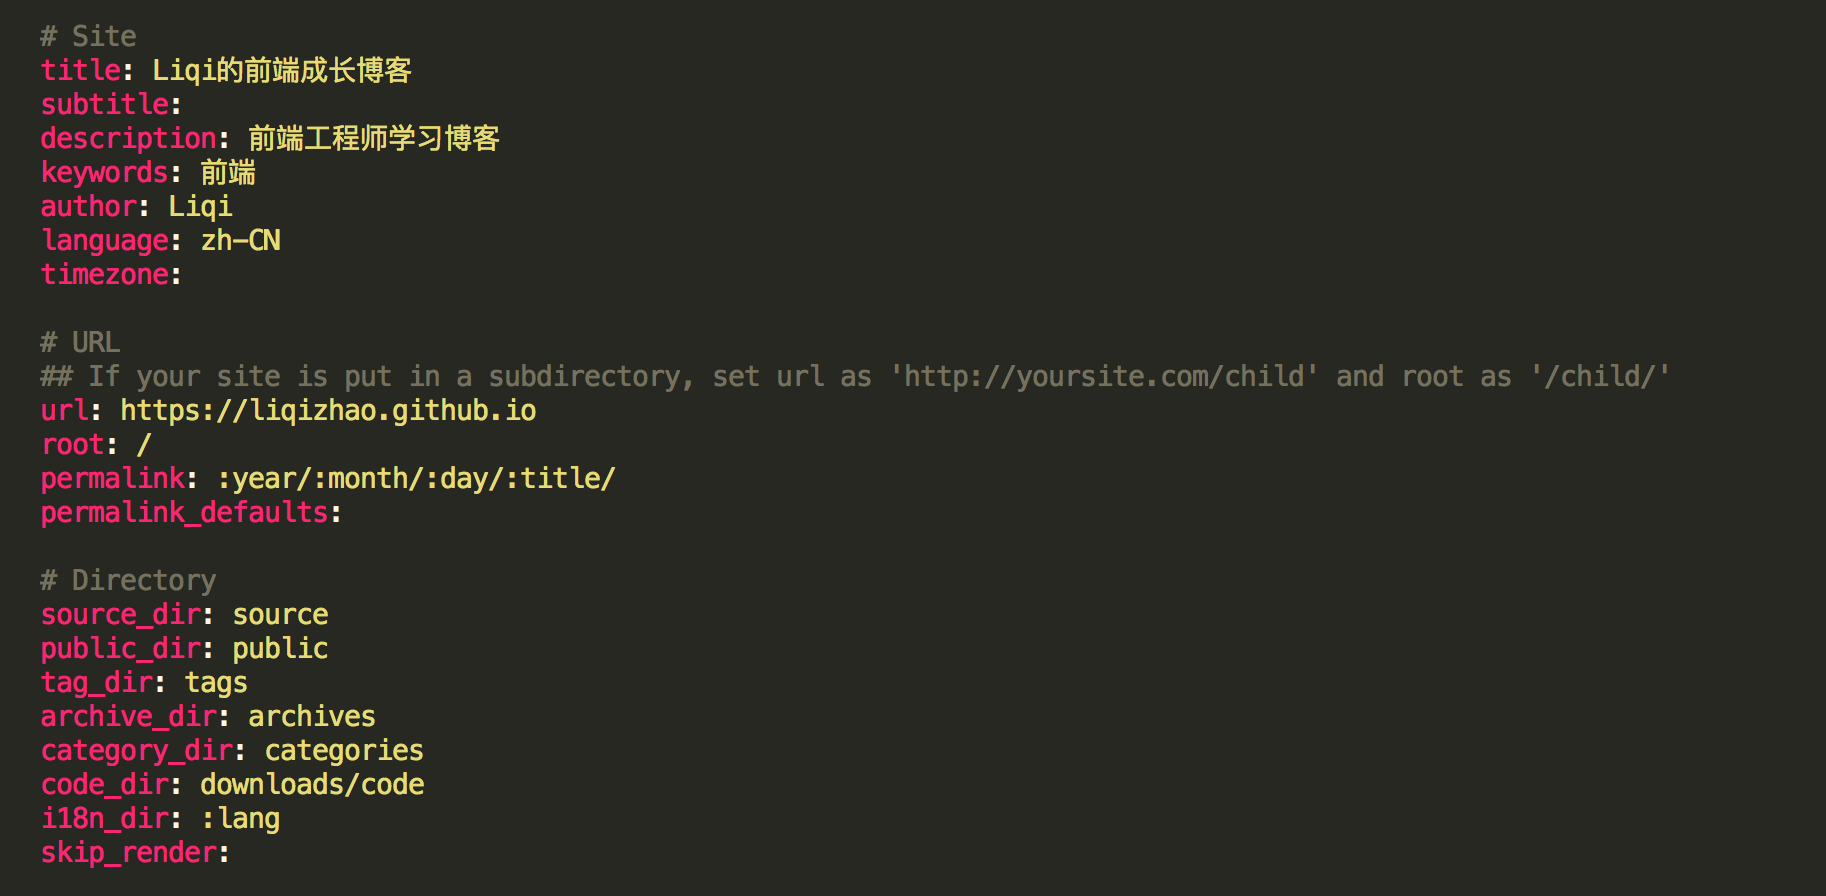 # Site
title: Liqi的前端成长博客
subtitle:
description: 前端工程师学习博客
keywords: 前端
author: Liqi
language: zh-CN
timezone:
# URL
## If your site is put in a subdirectory, set url as 'http://yoursite.com/child' and root as '/child/'
url: https://liqizhao.github.io
root: /
permalink: :year/:month/:day/:title/
permalink_defaults:
# Directory
source_dir: source
public_dir: public
tag_dir: tags
archive_dir: archives
category_dir: categories
code_dir: downloads/code
i18n_dir: :lang
skip_render: